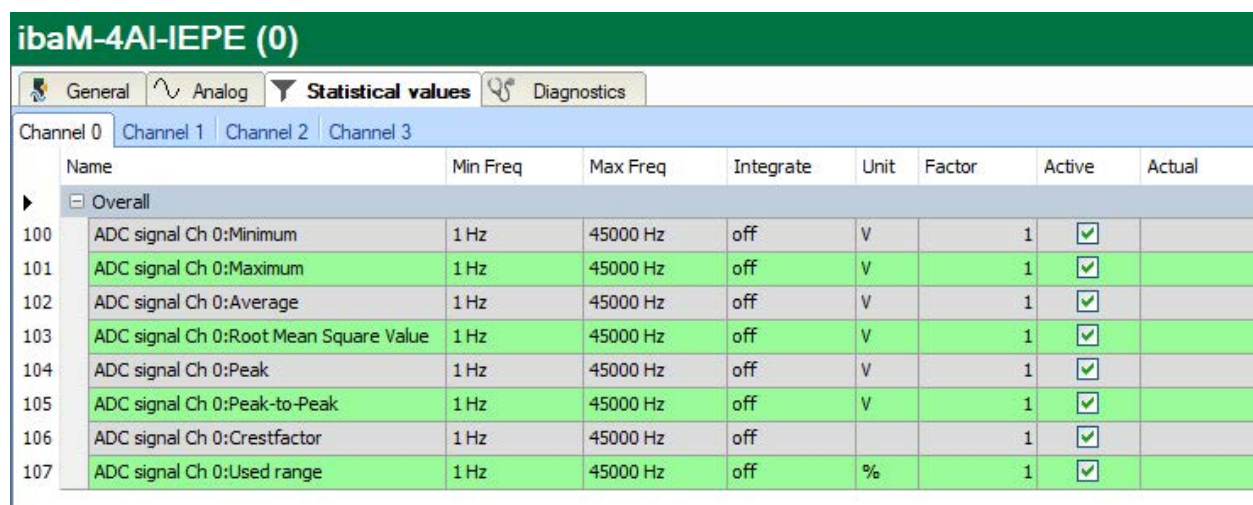 ibaM-4AI-IEPE (0)
General Analog Statistical values Diagnostics
Channel 0 Channel 1 Channel 2 Channel 3
Name Min Freq Max Freq Integrate Unit Factor Active Actual
Overall
100 ADC signal Ch 0:Minimum 1 Hz 45000 Hz off V 1
101 ADC signal Ch 0:Maximum 1 Hz 45000 Hz off V 1
102 ADC signal Ch 0:Average 1 Hz 45000 Hz off V 1
103 ADC signal Ch 0:Root Mean Square Value 1 Hz 45000 Hz off V 1
104 ADC signal Ch 0:Peak 1 Hz 45000 Hz off V 1
105 ADC signal Ch 0:Peak-to-Peak 1 Hz 45000 Hz off V 1
106 ADC signal Ch 0:Crestfactor 1 Hz 45000 Hz off 1
107 ADC signal Ch 0:Used range 1 Hz 45000 Hz off % 1